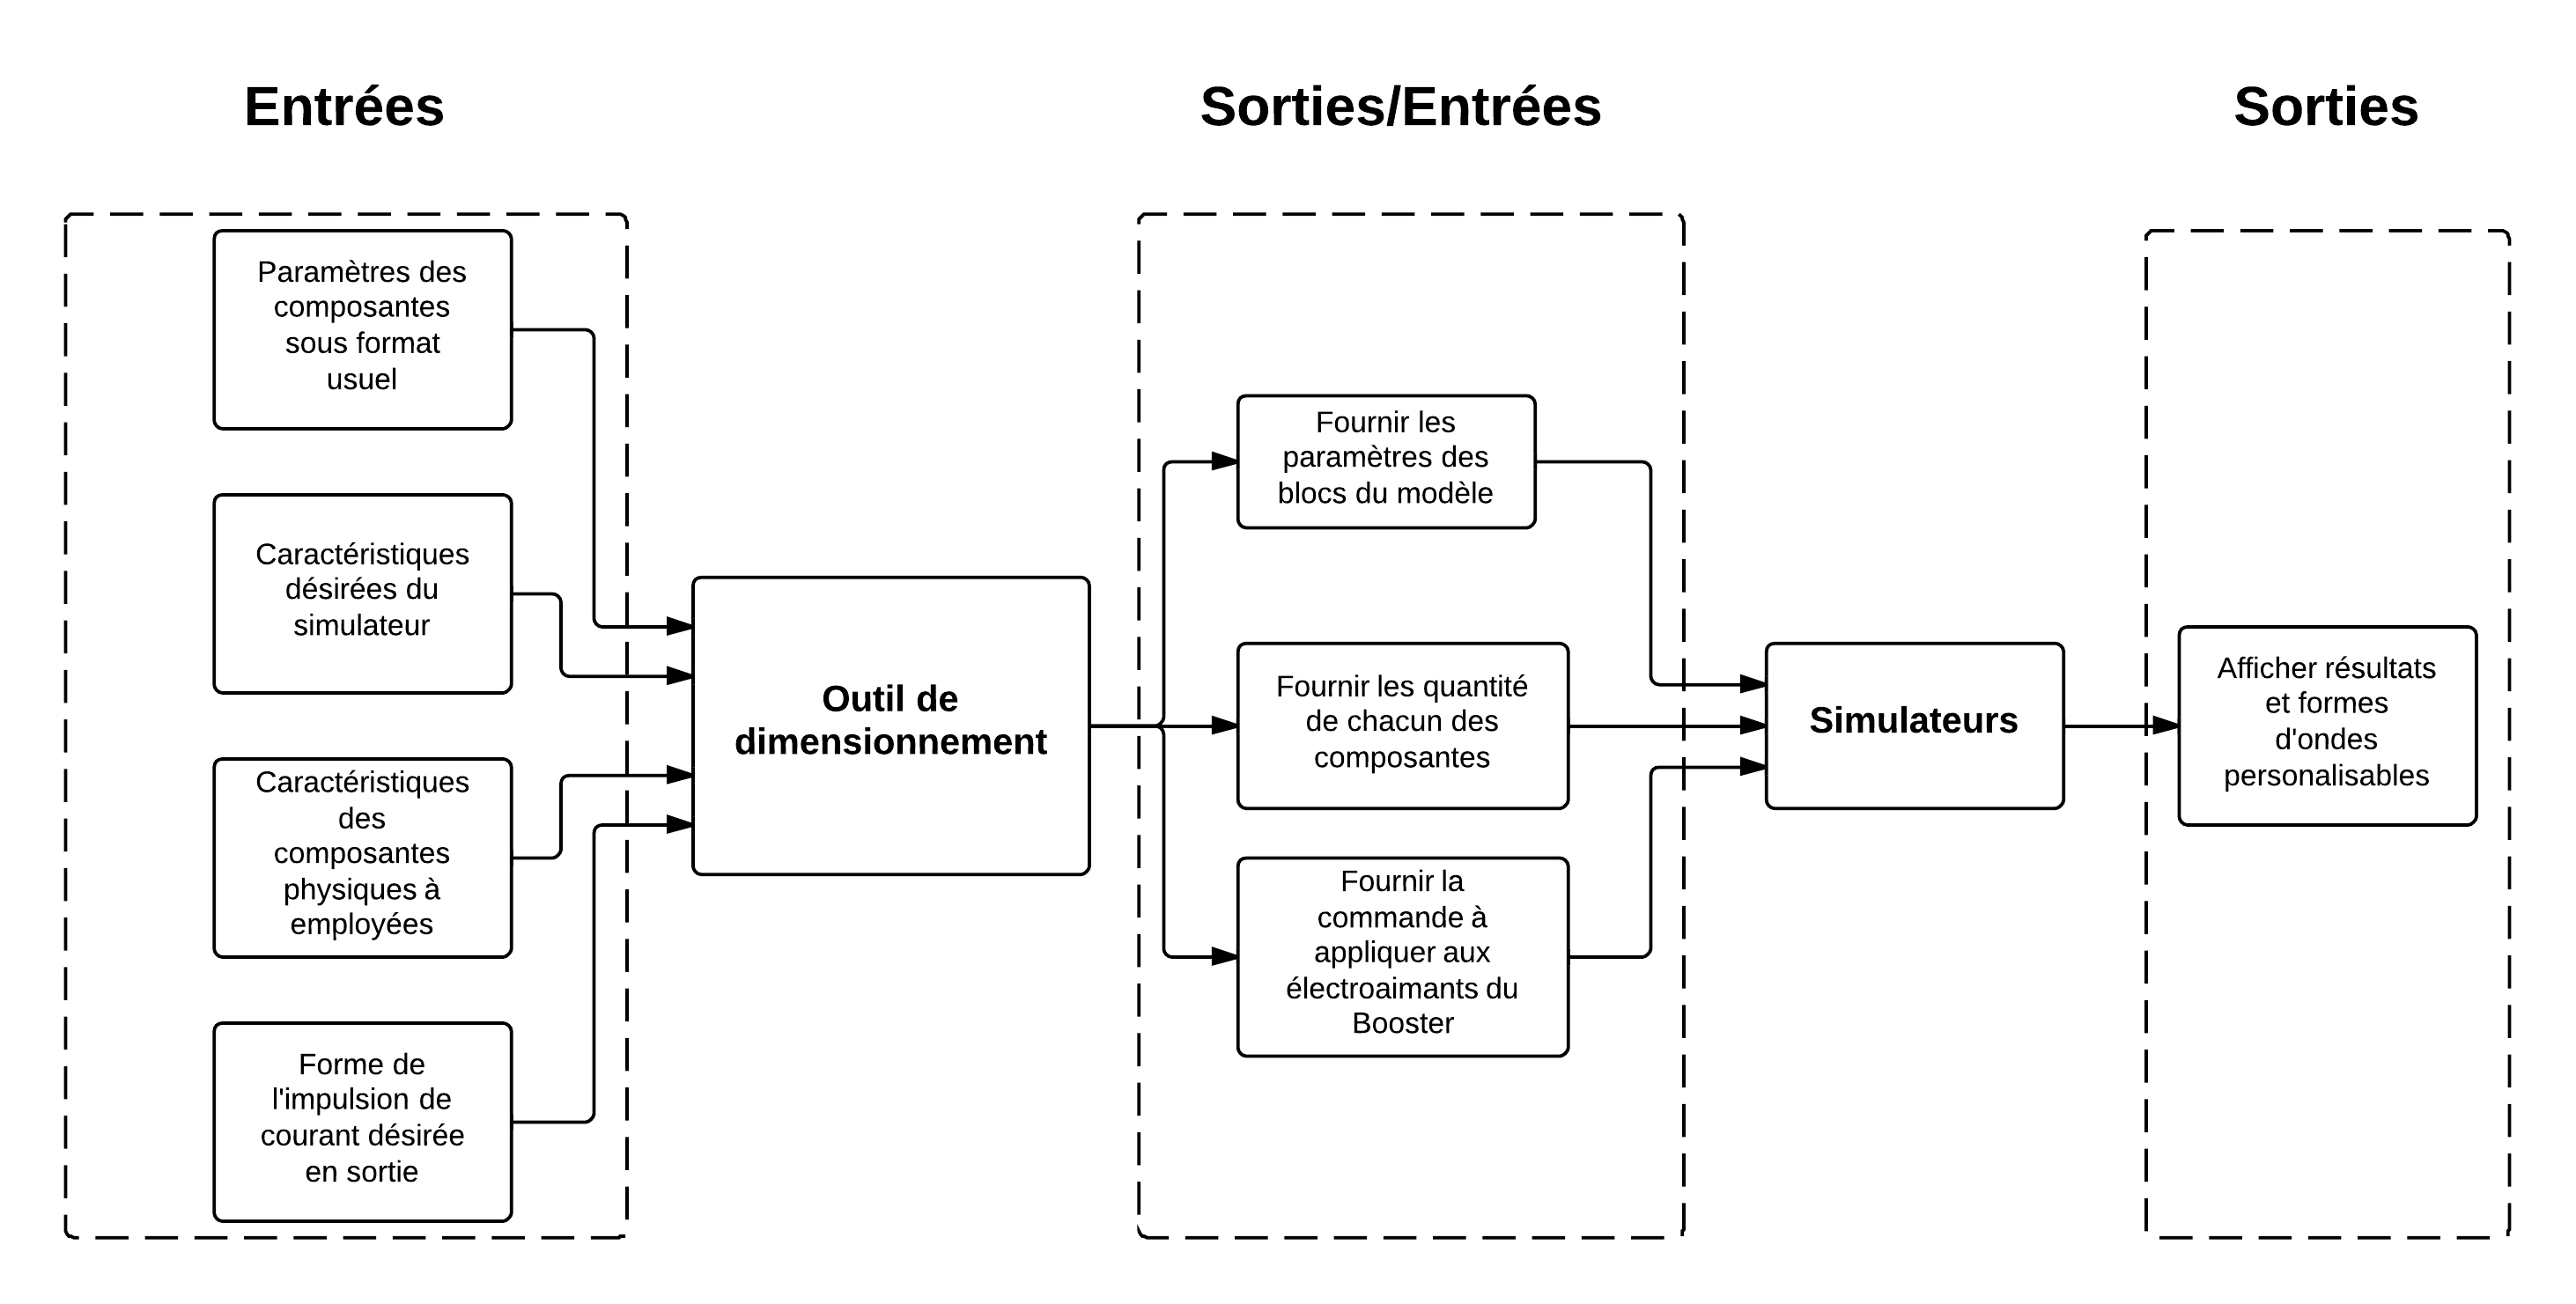 Entrées
Sorties/Entrées
Sorties
Paramètres des
composantes
sous format
usuel
Caractéristiques
désirées du
simulateur
Caractéristiques
des
composantes
physiques à
employées
Forme de
l'impulsion de
courant désirée
en sortie
Outil de
dimensionnement
Fournir les
paramètres des
blocs du modèle
Fournir les quantité
de chacun des
composantes
Fournir la
commande à
appliquer aux
électroaimants du
Booster
Simulateurs
Afficher résultats
et formes
d'ondes
personalisables